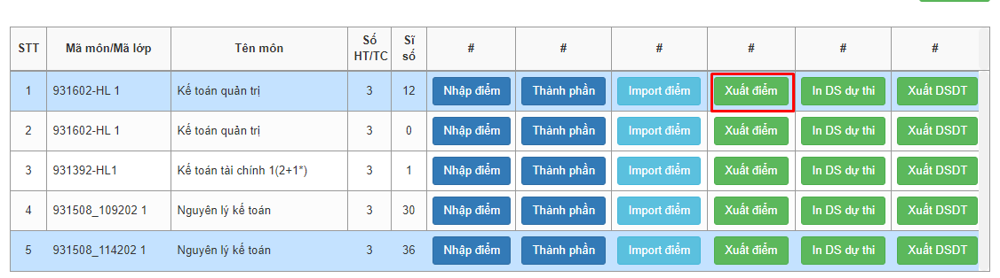 STT Mã môn/Mã lớp Tên môn Số HT/TC Sĩ số # # # # # #
1 931602-HL 1 Kế toán quản trị 3 12 Nhập điểm Thành phần Import điểm Xuất điểm In DS dự thi Xuất DSDT
2 931602-HL 1 Kế toán quản trị 3 0 Nhập điểm Thành phần Import điểm Xuất điểm In DS dự thi Xuất DSDT
3 931392-HL1 Kế toán tài chính 1(2+1*) 3 1 Nhập điểm Thành phần Import điểm Xuất điểm In DS dự thi Xuất DSDT
4 931508_109202 1 Nguyên lý kế toán 3 30 Nhập điểm Thành phần Import điểm Xuất điểm In DS dự thi Xuất DSDT
5 931508_114202 1 Nguyên lý kế toán 3 36 Nhập điểm Thành phần Import điểm Xuất điểm In DS dự thi Xuất DSDT